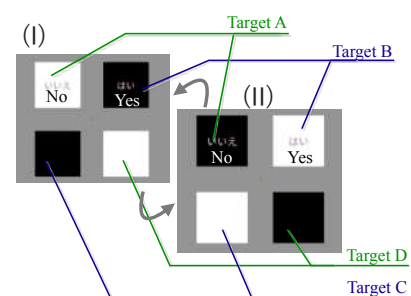 Target A
(I)
Target B
いいえ
はい
No
Yes
(II)
いいえ
はい
No
Yes
Target D
Target C